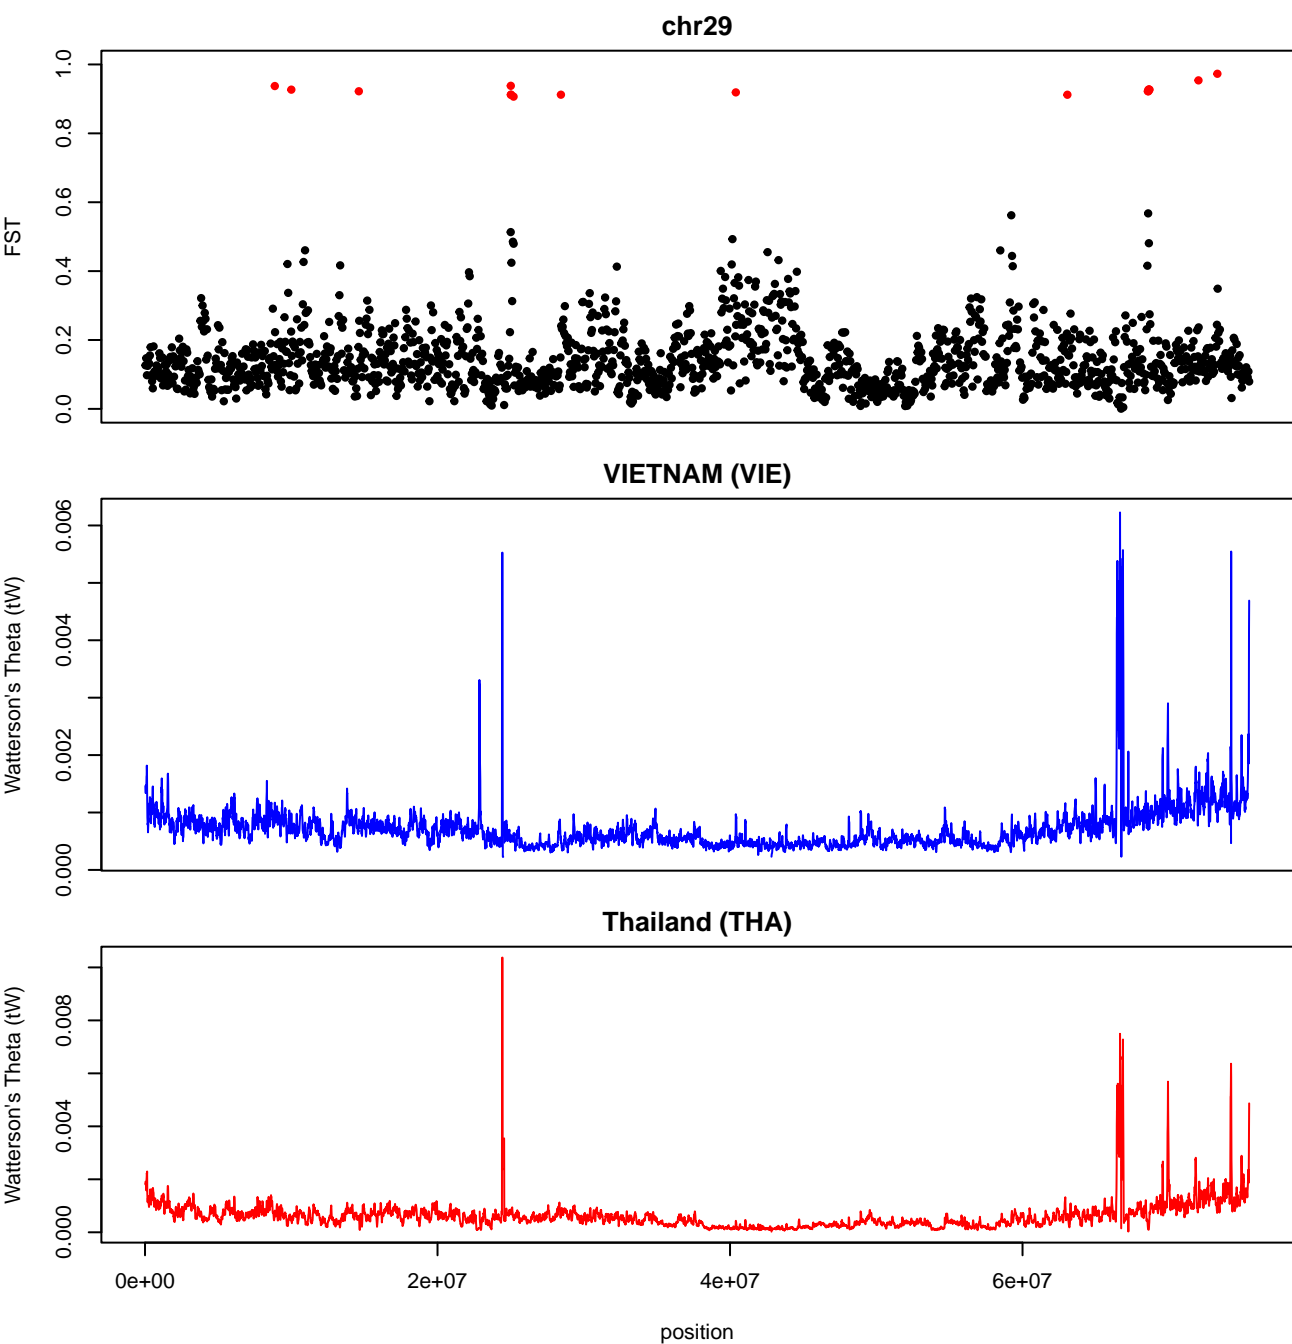 chr29
FST
1.0
0.8
0.6
0.4
0.2
0.0
VIETNAM (VIE)
Watterson's Theta (tW)
0.006
0.004
0.002
0.000
Thailand (THA)
Watterson's Theta (tW)
0.008
0.004
0.000
0e+00 2e+07 4e+07 6e+07
position